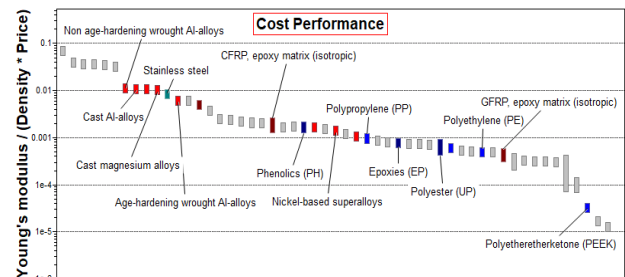 Cost Performance
Young's modulus / (Density * Price)
0.1
0.01
0.001
1e-4
1e-5
Non age-hardening wrought Al-alloys
Stainless steel
Cast Al-alloys
Cast magnesium alloys
Age-hardening wrought Al-alloys
CFRP, epoxy matrix (isotropic)
Phenolics (PH)
Nickel-based superalloys
Polypropylene (PP)
Epoxies (EP)
Polyester (UP)
Polyethylene (PE)
GFRP, epoxy matrix (isotropic)
Polyetheretherketone (PEEK)